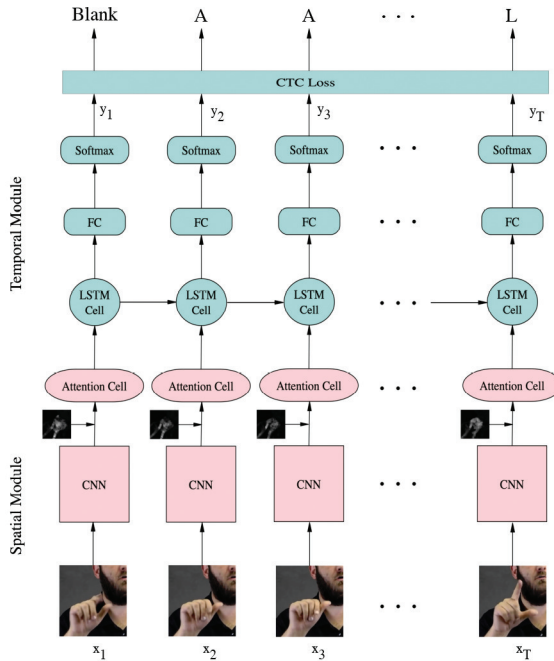 Blank A A . . . L
CTC Loss
y1 y2 y3 yT
Softmax Softmax Softmax . . . Softmax
FC FC FC . . . FC
Temporal Module
LSTM Cell LSTM Cell LSTM Cell . . . LSTM Cell
Attention Cell Attention Cell Attention Cell . . . Attention Cell
Spatial Module
CNN CNN CNN . . . CNN
. . .
x1 x2 x3 xT